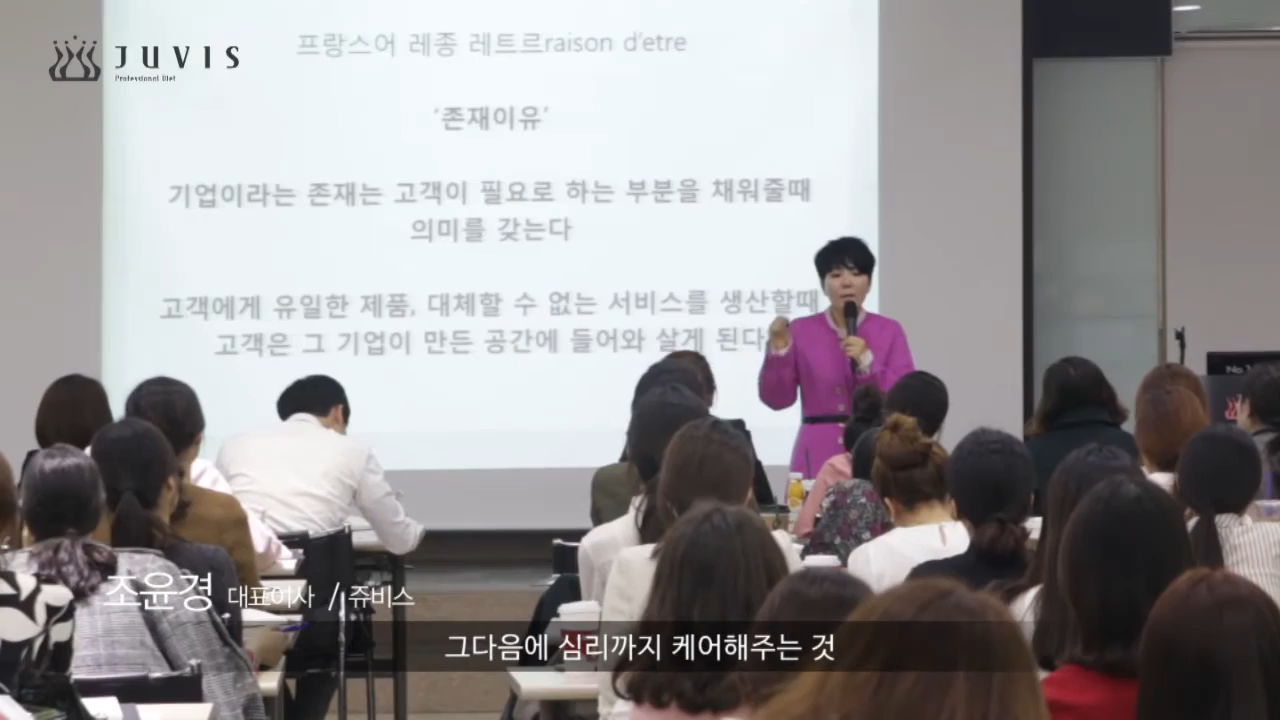 JUVIS
Professional Diet
프랑스어 레종 레트르raison d'etre
'존재이유'
기업이라는 존재는 고객이 필요로 하는 부분을 채워줄때
의미를 갖는다
고객에게 유일한 제품, 대체할 수 없는 서비스를 생산할때
고객은 그 기업이 만든 공간에 들어와 살게 된다
조윤경 대표이사 / 쥬비스
그다음에 심리까지 케어해주는 것